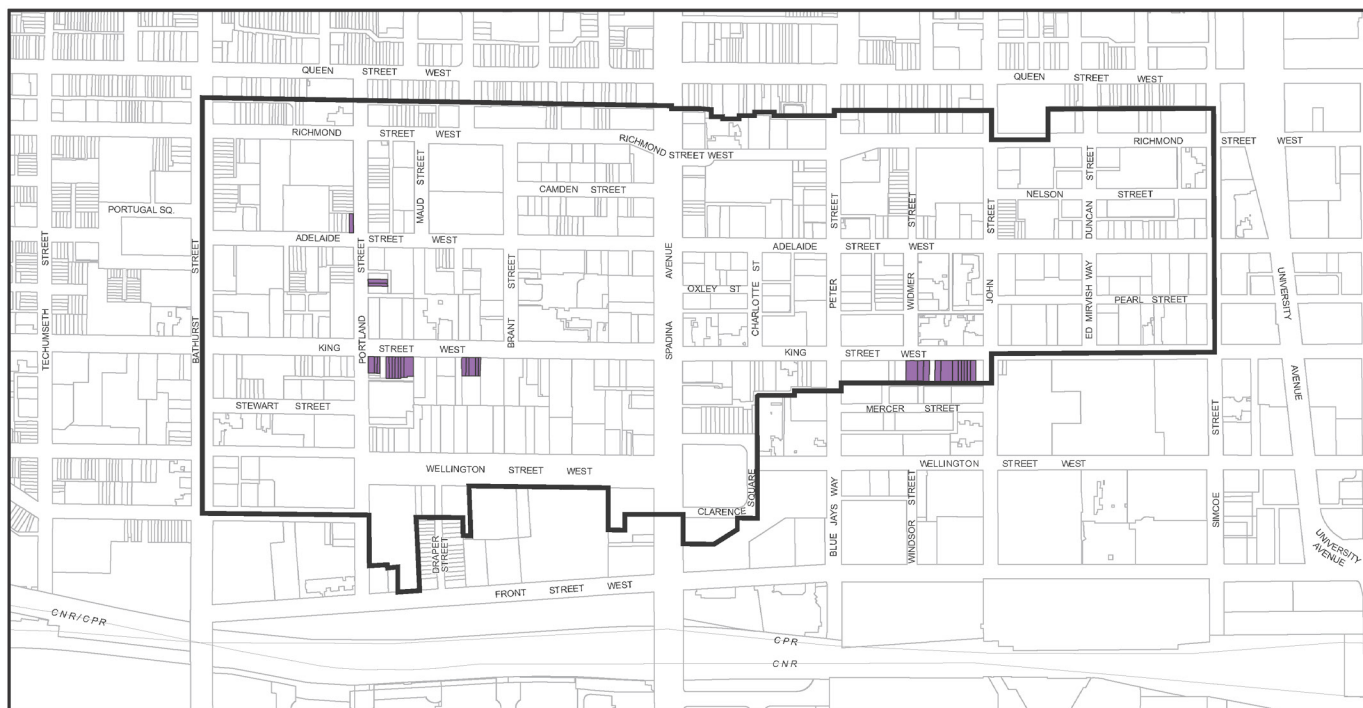 QUEEN STREET WEST
QUEEN STREET WEST
RICHMOND STREET WEST
RICHMOND STREET WEST
RICHMOND STREET WEST
MAUD STREET
CAMDEN STREET
NELSON STREET
DUNCAN STREET
PORTUGAL SQ.
ADELAIDE STREET WEST
ADELAIDE STREET WEST
TECHUMSETH STREET
BATHURST STREET
PORTLAND STREET
BRANT STREET
SPADINA AVENUE
OXLEY ST
CHARLOTTE ST
PETER STREET
WIDMER STREET
JOHN STREET
ED MIRVISH WAY
PEARL STREET
UNIVERSITY AVENUE
KING STREET WEST
KING STREET WEST
STEWART STREET
MERCER STREET
WELLINGTON STREET WEST
WELLINGTON STREET WEST
CLARENCE SQUARE
BLUE JAYS WAY
WINDSOR STREET
SIMCOE STREET
UNIVERSITY
AVENUE
DRAPER
STREET
FRONT STREET WEST
CNR/CPR
CPR
CNR